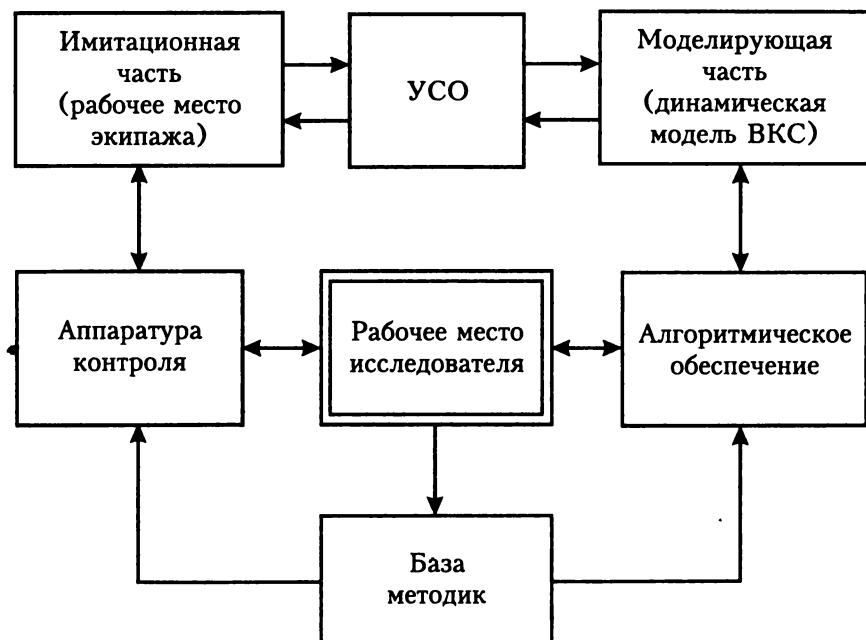 Имитационная
часть
(рабочее место
экипажа)
УСО
Моделирующая
часть
(динамическая
модель ВКС)
Аппаратура
контроля
Рабочее место
исследователя
Алгоритмическое
обеспечение
База
методик